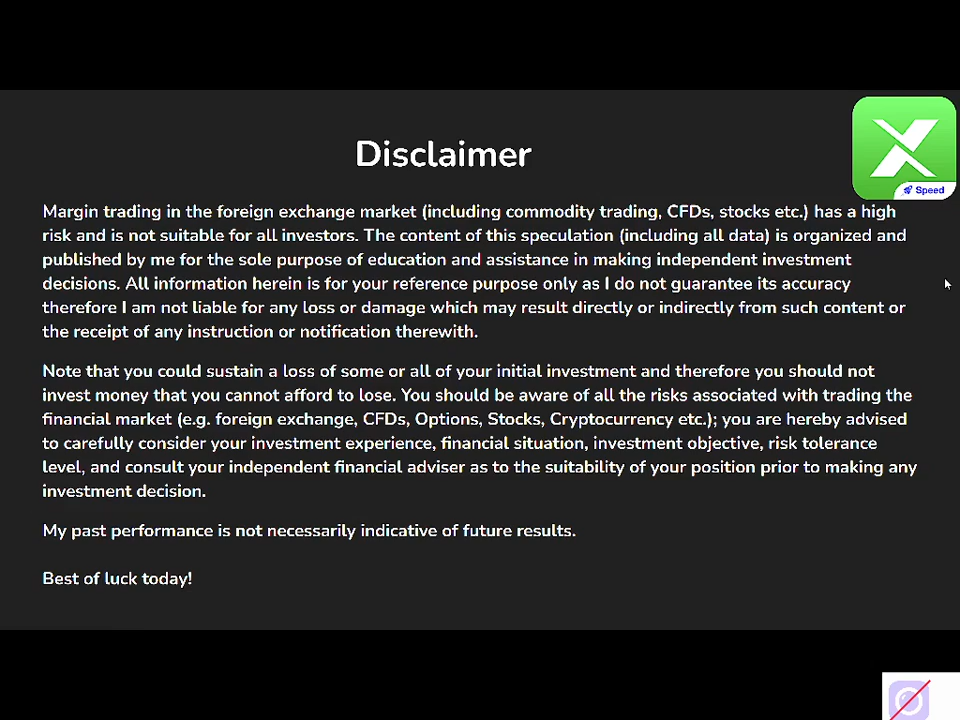 Disclaimer
Speed
Margin trading in the foreign exchange market (including commodity trading, CFDs, stocks etc.) has a high
risk and is not suitable for all investors. The content of this speculation (including all data) is organized and
published by me for the sole purpose of education and assistance in making independent investment
decisions. All information herein is for your reference purpose only as I do not guarantee its accuracy
therefore I am not liable for any loss or damage which may result directly or indirectly from such content or
the receipt of any instruction or notification therewith.
Note that you could sustain a loss of some or all of your initial investment and therefore you should not
invest money that you cannot afford to lose. You should be aware of all the risks associated with trading the
financial market (e.g. foreign exchange, CFDs, Options, Stocks, Cryptocurrency etc.); you are hereby advised
to carefully consider your investment experience, financial situation, investment objective, risk tolerance
level, and consult your independent financial adviser as to the suitability of your position prior to making any
investment decision.
My past performance is not necessarily indicative of future results.
Best of luck today!